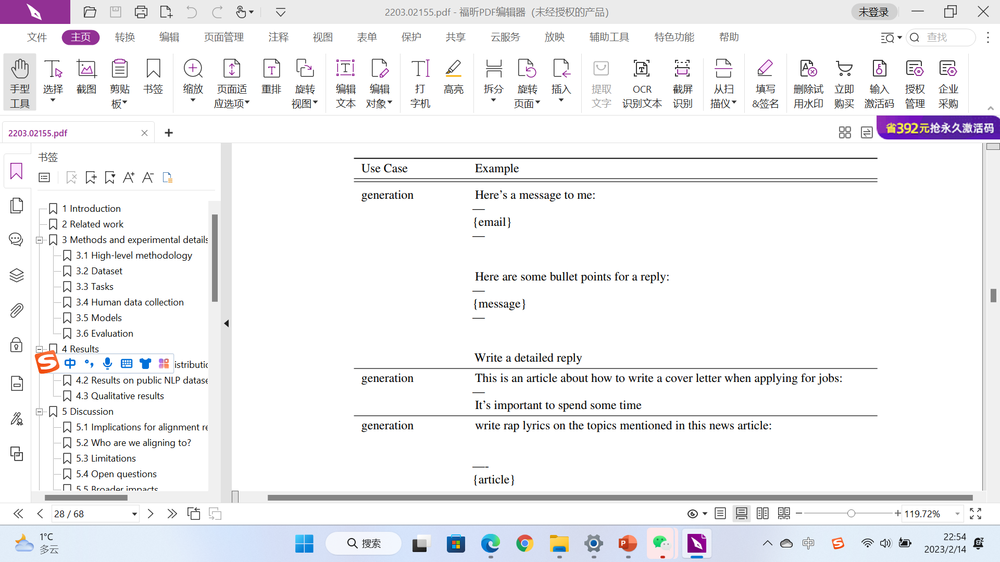 2203.02155.pdf - 福昕PDF编辑器（未经授权的产品）
未登录
文件 主页 转换 编辑 页面管理 注释 视图 表单 保护 共享 云服务 放映 辅助工具 特色功能 帮助
查找
手型工具 选择 截图 剪贴板 书签 缩放 页面适应选项 重排 旋转视图 编辑文本 编辑对象 打字机 高亮 拆分 旋转页面 插入 提取文字 OCR识别文本 截屏识别 从扫描仪 填写&签名 删除试用水印 立即购买 输入激活码 授权管理 企业采购
2203.02155.pdf
省392元抢永久激活码
书签
1 Introduction
2 Related work
3 Methods and experimental details
3.1 High-level methodology
3.2 Dataset
3.3 Tasks
3.4 Human data collection
3.5 Models
3.6 Evaluation
4 Results
中
istributic
4.2 Results on public NLP datase
4.3 Qualitative results
5 Discussion
5.1 Implications for alignment re
5.2 Who are we aligning to?
5.3 Limitations
5.4 Open questions
5.5 Broader impacts
Use Case Example
generation Here’s a message to me:
—
{email}
—
Here are some bullet points for a reply:
—
{message}
—
Write a detailed reply
generation This is an article about how to write a cover letter when applying for jobs:
—
It’s important to spend some time
generation write rap lyrics on the topics mentioned in this news article:
—-
{article}
28 / 68
119.72%
1°C
多云
搜索
中
22:54
2023/2/14